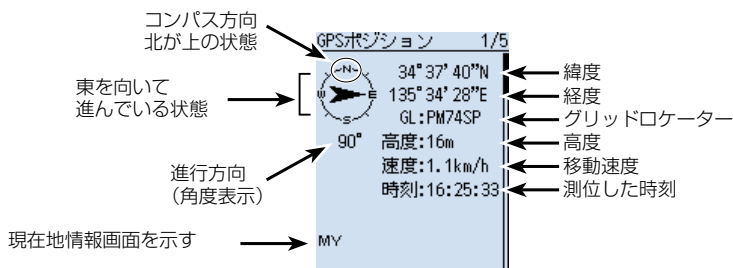 コンパス方向
北が上の状態
東を向いて
進んでいる状態
進行方向
（角度表示）
現在地情報画面を示す
GPSポジション 1/5
N
W
E
S
34°37'40"N
135°34'28"E
GL:PM74SP
90° 高度:16m
速度:1.1km/h
時刻:16:25:33
MY
緯度
経度
グリッドロケーター
高度
移動速度
測位した時刻